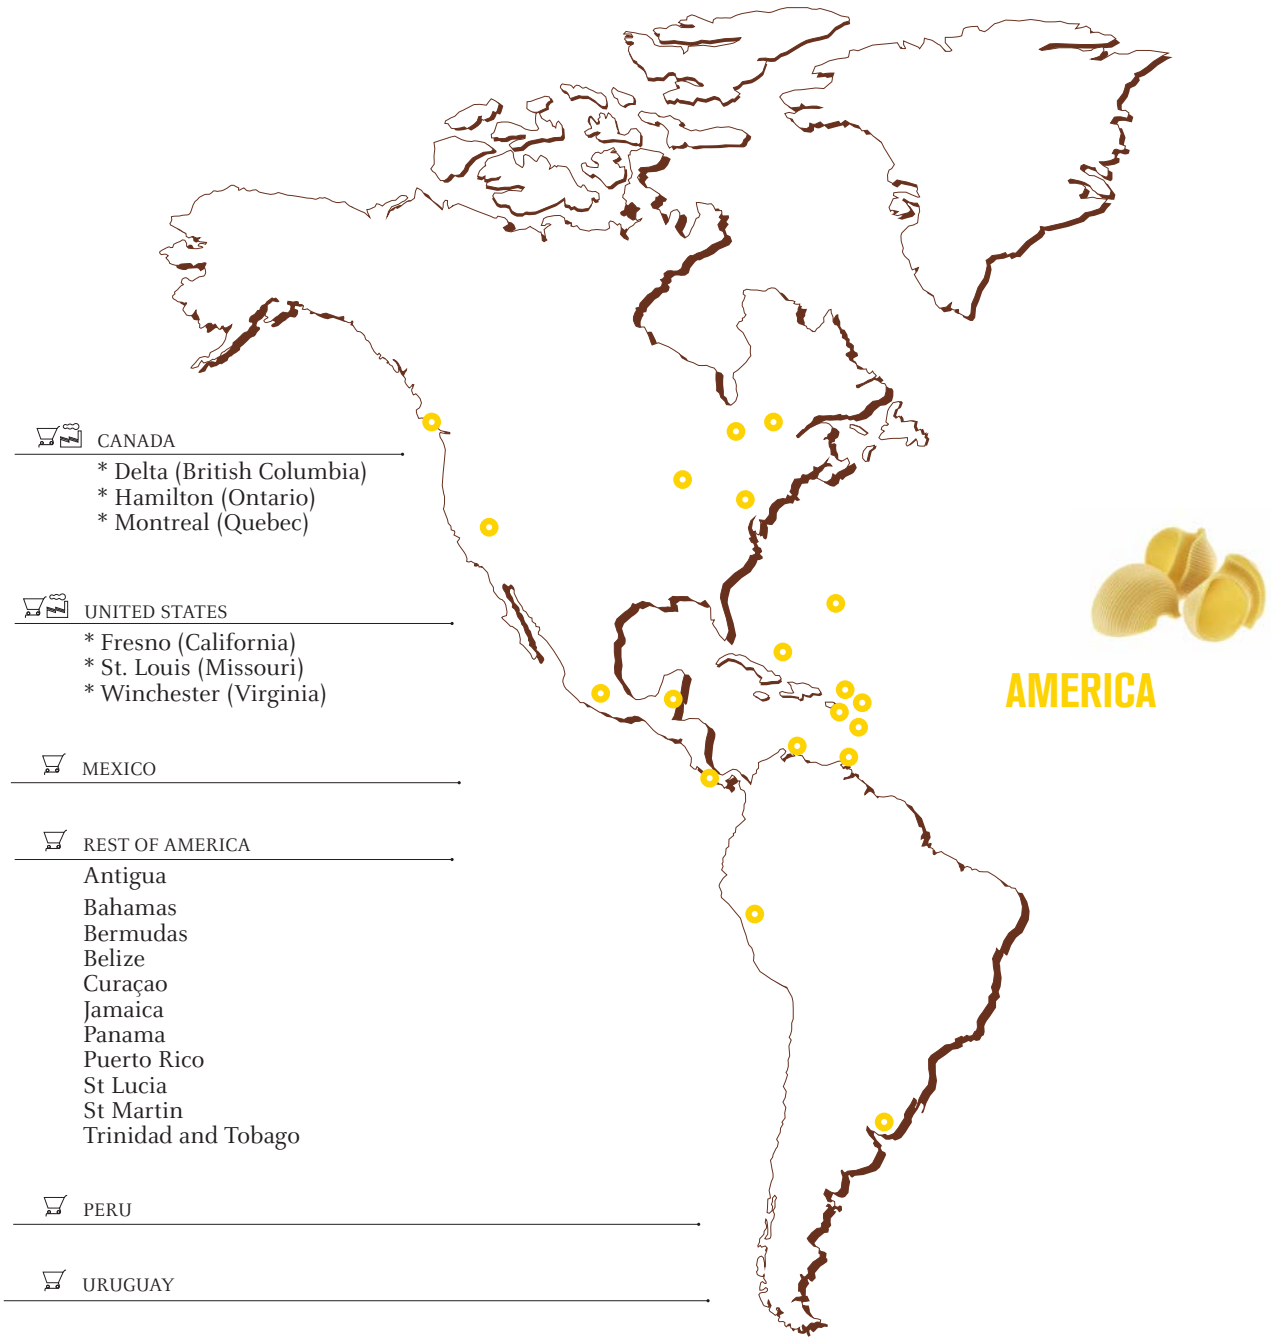 CANADA
* Delta (British Columbia)
* Hamilton (Ontario)
* Montreal (Quebec)
UNITED STATES
* Fresno (California)
* St. Louis (Missouri)
* Winchester (Virginia)
AMERICA
MEXICO
REST OF AMERICA
Antigua
Bahamas
Bermudas
Belize
Curaçao
Jamaica
Panama
Puerto Rico
St Lucia
St Martin
Trinidad and Tobago
PERU
URUGUAY